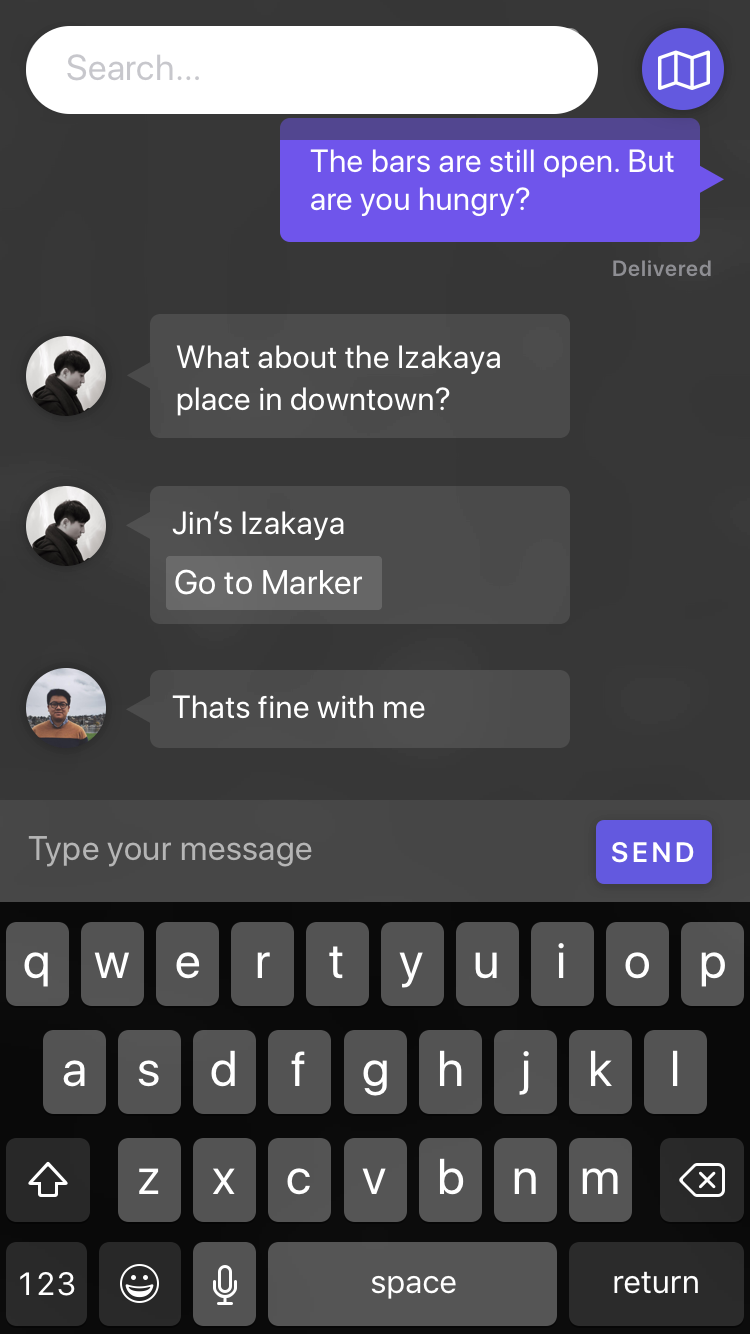 Search...
The bars are still open. But
are you hungry?
Delivered
What about the Izakaya
place in downtown?
Jin’s Izakaya
Go to Marker
Thats fine with me
Type your message
SEND
q w e r t y u i o p
a s d f g h j k l
z x c v b n m
123 space return